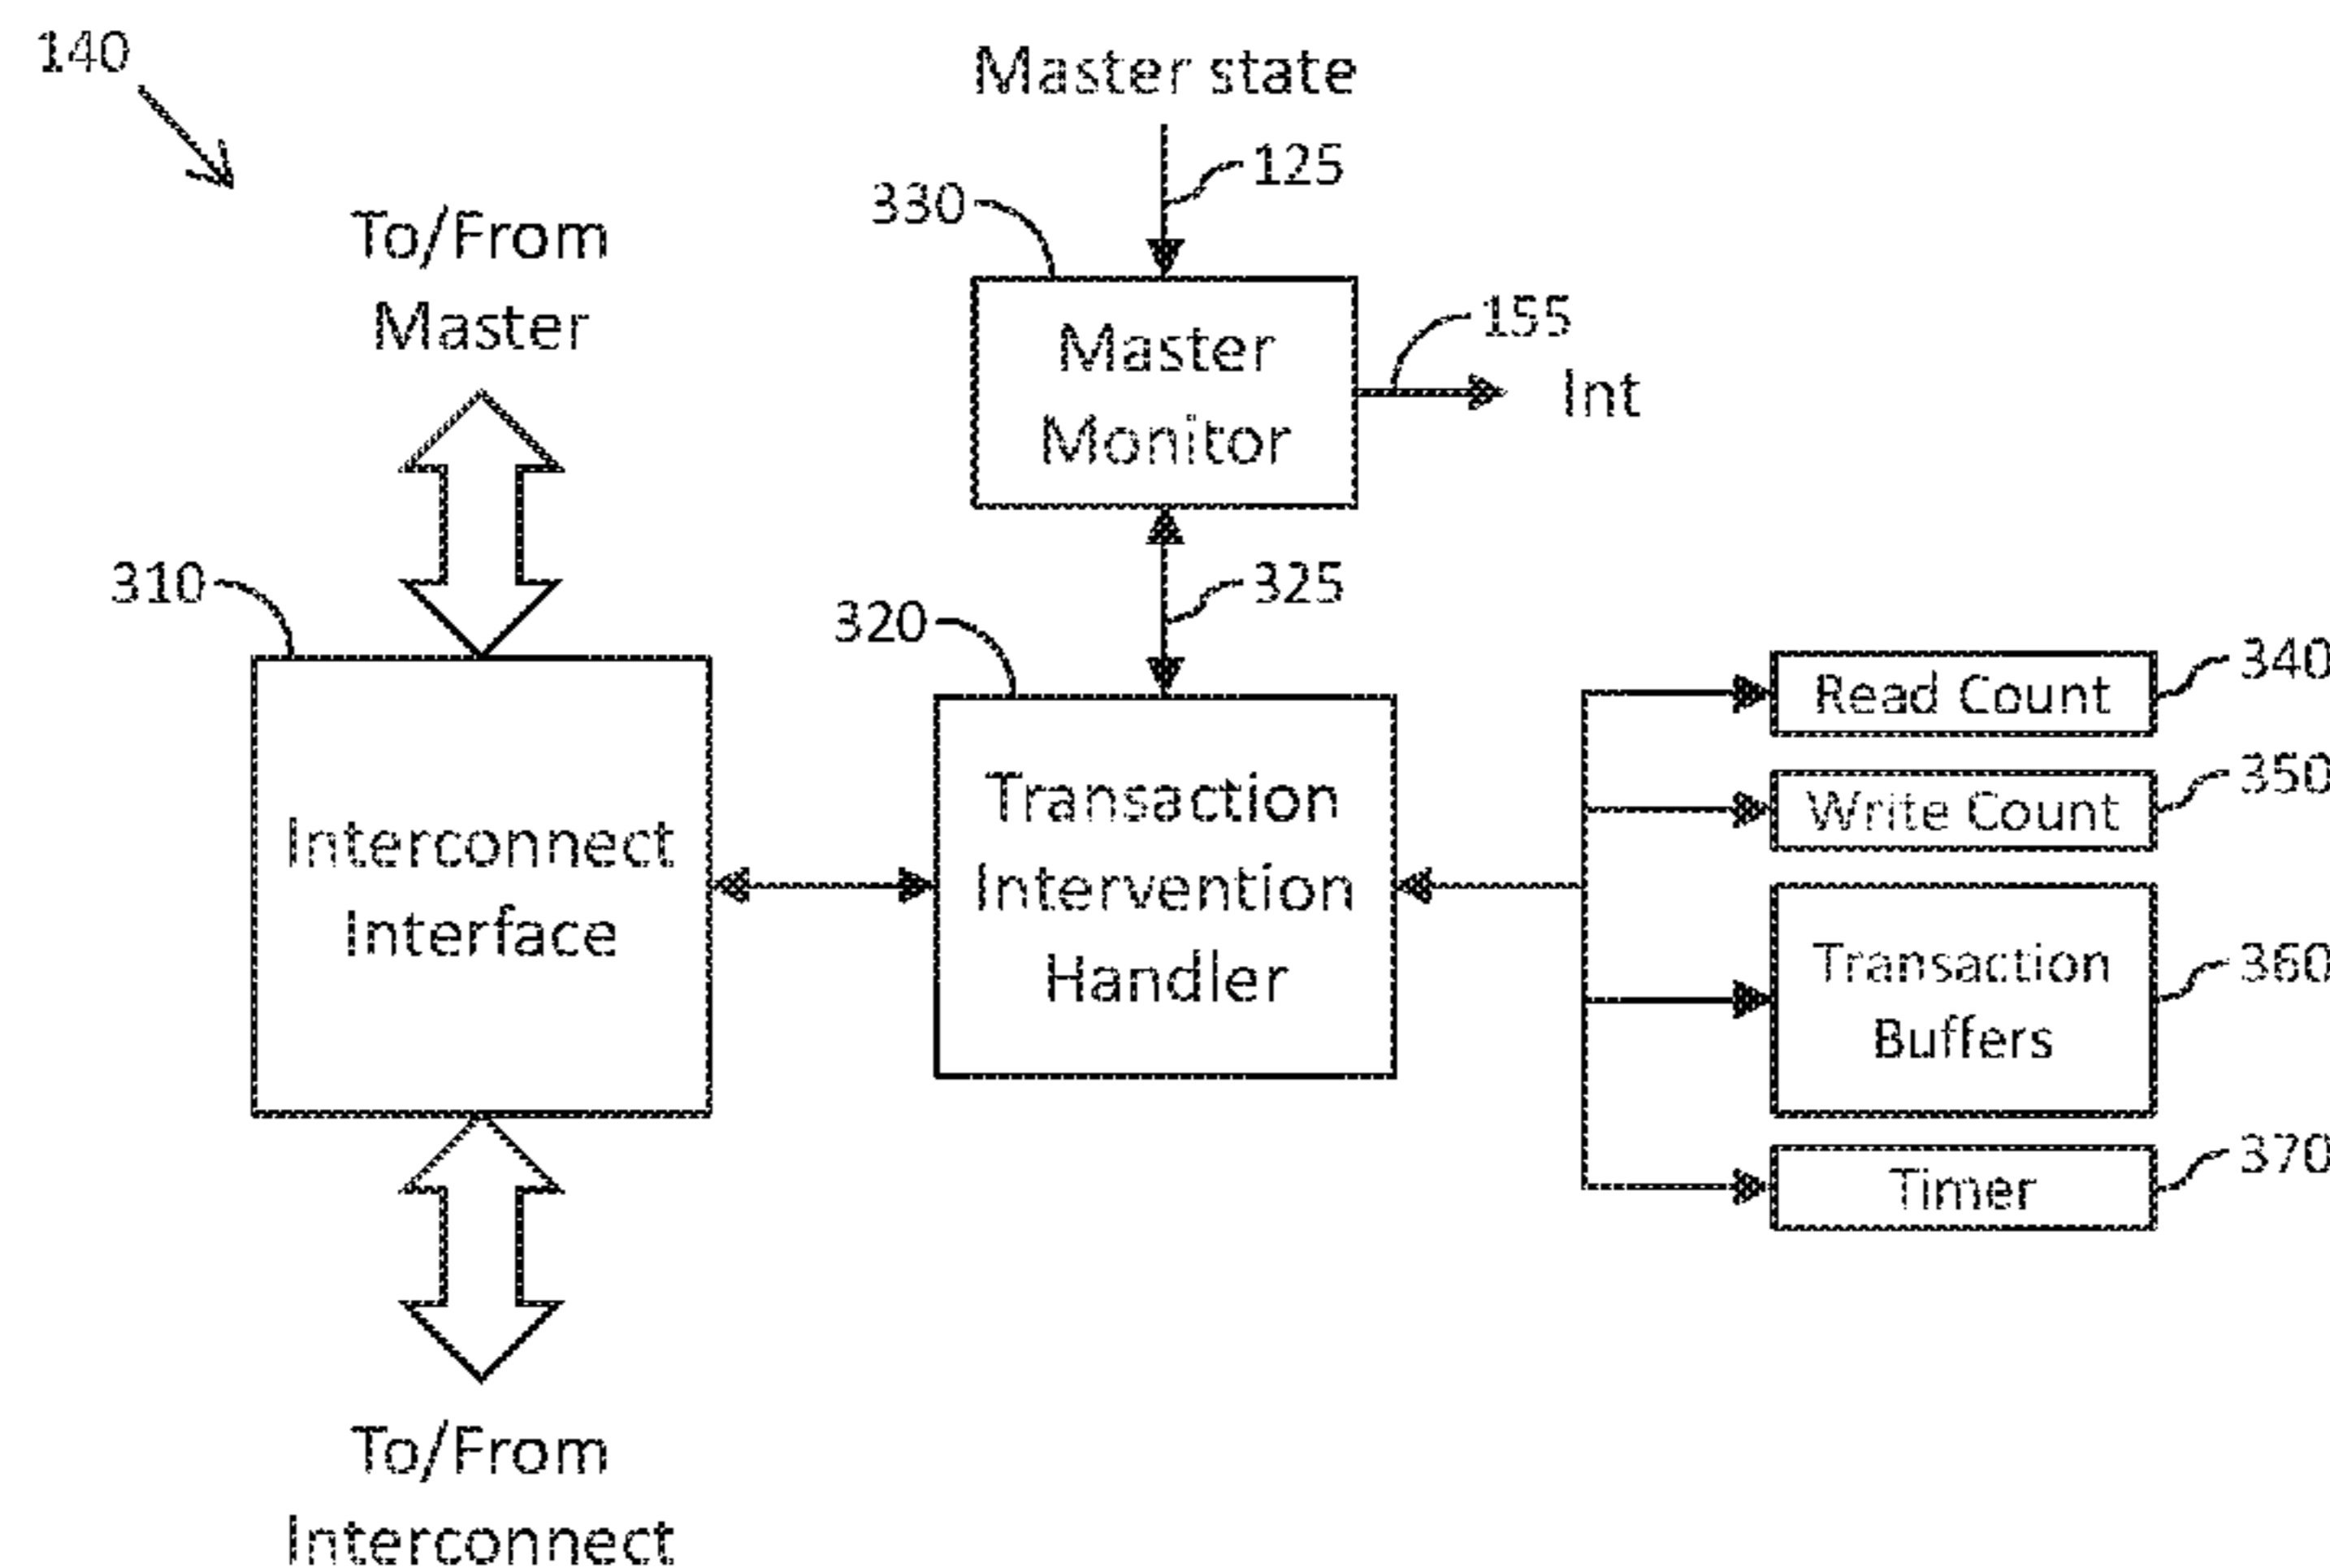 140
Master state
125
330
To/From
Master
Master
Monitor
155
Int
310
325
320
Interconnect
Interface
Transaction
Intervention
Handler
Read Count
340
Write Count
350
Transaction
Buffers
360
Timer
370
To/From
Interconnect